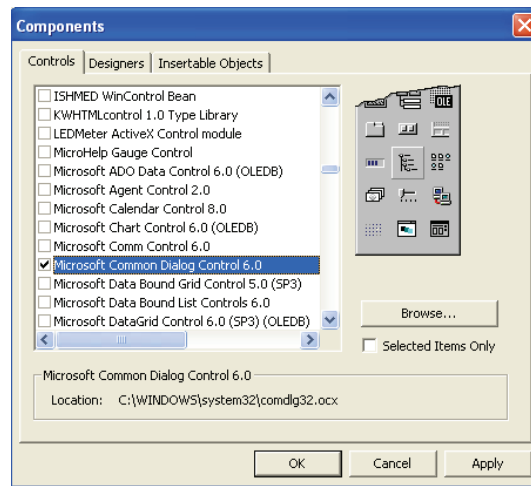 Components
Controls Designers Insertable Objects
ISHMED WinControl Bean
KWHTMLcontrol 1.0 Type Library
LEDMeter ActiveX Control module
MicroHelp Gauge Control
Microsoft ADO Data Control 6.0 (OLEDB)
Microsoft Agent Control 2.0
Microsoft Calendar Control 8.0
Microsoft Chart Control 6.0 (OLEDB)
Microsoft Comm Control 6.0
Microsoft Common Dialog Control 6.0
Microsoft Data Bound Grid Control 5.0 (SP3)
Microsoft Data Bound List Controls 6.0
Microsoft DataGrid Control 6.0 (SP3) (OLEDB)
OLE
Browse...
Selected Items Only
Microsoft Common Dialog Control 6.0
Location: C:\WINDOWS\system32\comdlg32.ocx
OK Cancel Apply